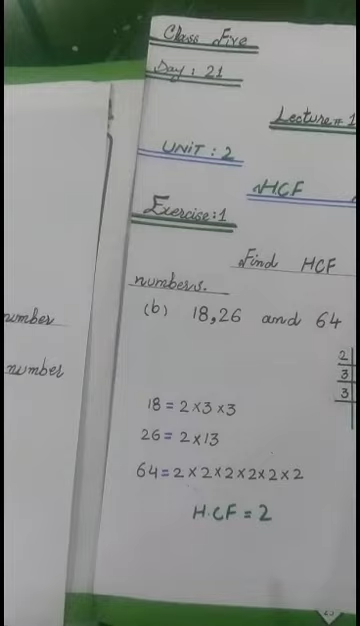 Class Five
Day: 21
Lecture# 1
UNIT : 2
HCF
Exercise:1
Find HCF
numbers.
(b) 18,26 and 64
number
number
2
3
3
18 = 2×3×3
26 = 2×13
64 = 2×2×2×2×2×2
H.CF = 2